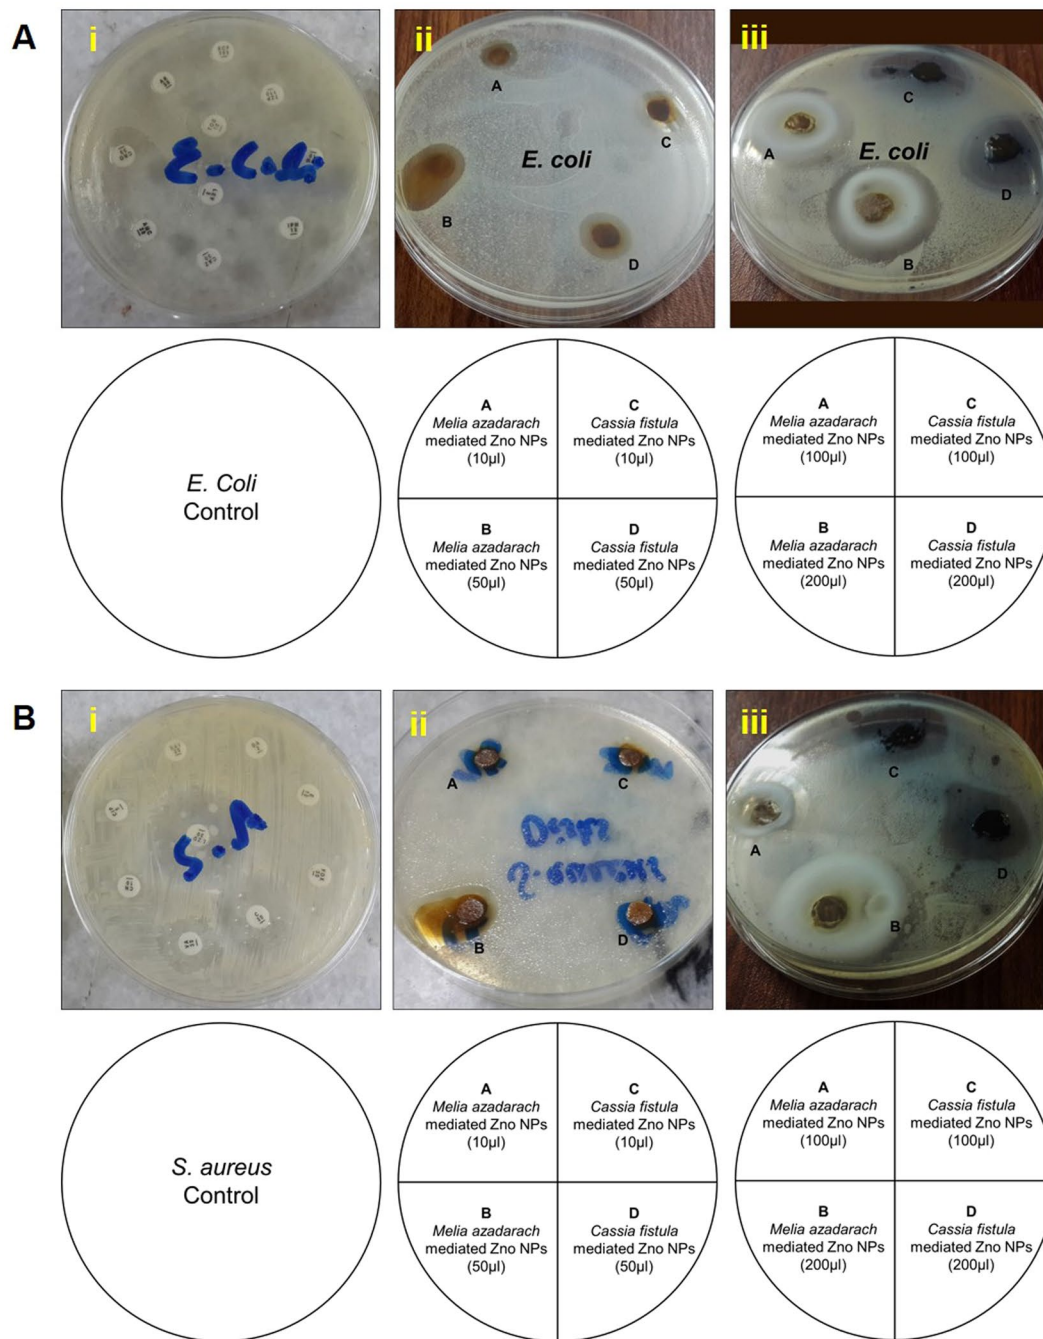 A
i
ii
iii
E. coli
A
C
E. coli
B
D
C
A
E. coli
D
B
E. Coli
Control
A
Melia azadarach
mediated Zno NPs
(10µl)
C
Cassia fistula
mediated Zno NPs
(10µl)
B
Melia azadarach
mediated Zno NPs
(50µl)
D
Cassia fistula
mediated Zno NPs
(50µl)
A
Melia azadarach
mediated Zno NPs
(100µl)
C
Cassia fistula
mediated Zno NPs
(100µl)
B
Melia azadarach
mediated Zno NPs
(200µl)
D
Cassia fistula
mediated Zno NPs
(200µl)
B
i
ii
iii
S.A
A
C
B
D
C
A
D
B
S. aureus
Control
A
Melia azadarach
mediated Zno NPs
(10µl)
C
Cassia fistula
mediated Zno NPs
(10µl)
B
Melia azadarach
mediated Zno NPs
(50µl)
D
Cassia fistula
mediated Zno NPs
(50µl)
A
Melia azadarach
mediated Zno NPs
(100µl)
C
Cassia fistula
mediated Zno NPs
(100µl)
B
Melia azadarach
mediated Zno NPs
(200µl)
D
Cassia fistula
mediated Zno NPs
(200µl)